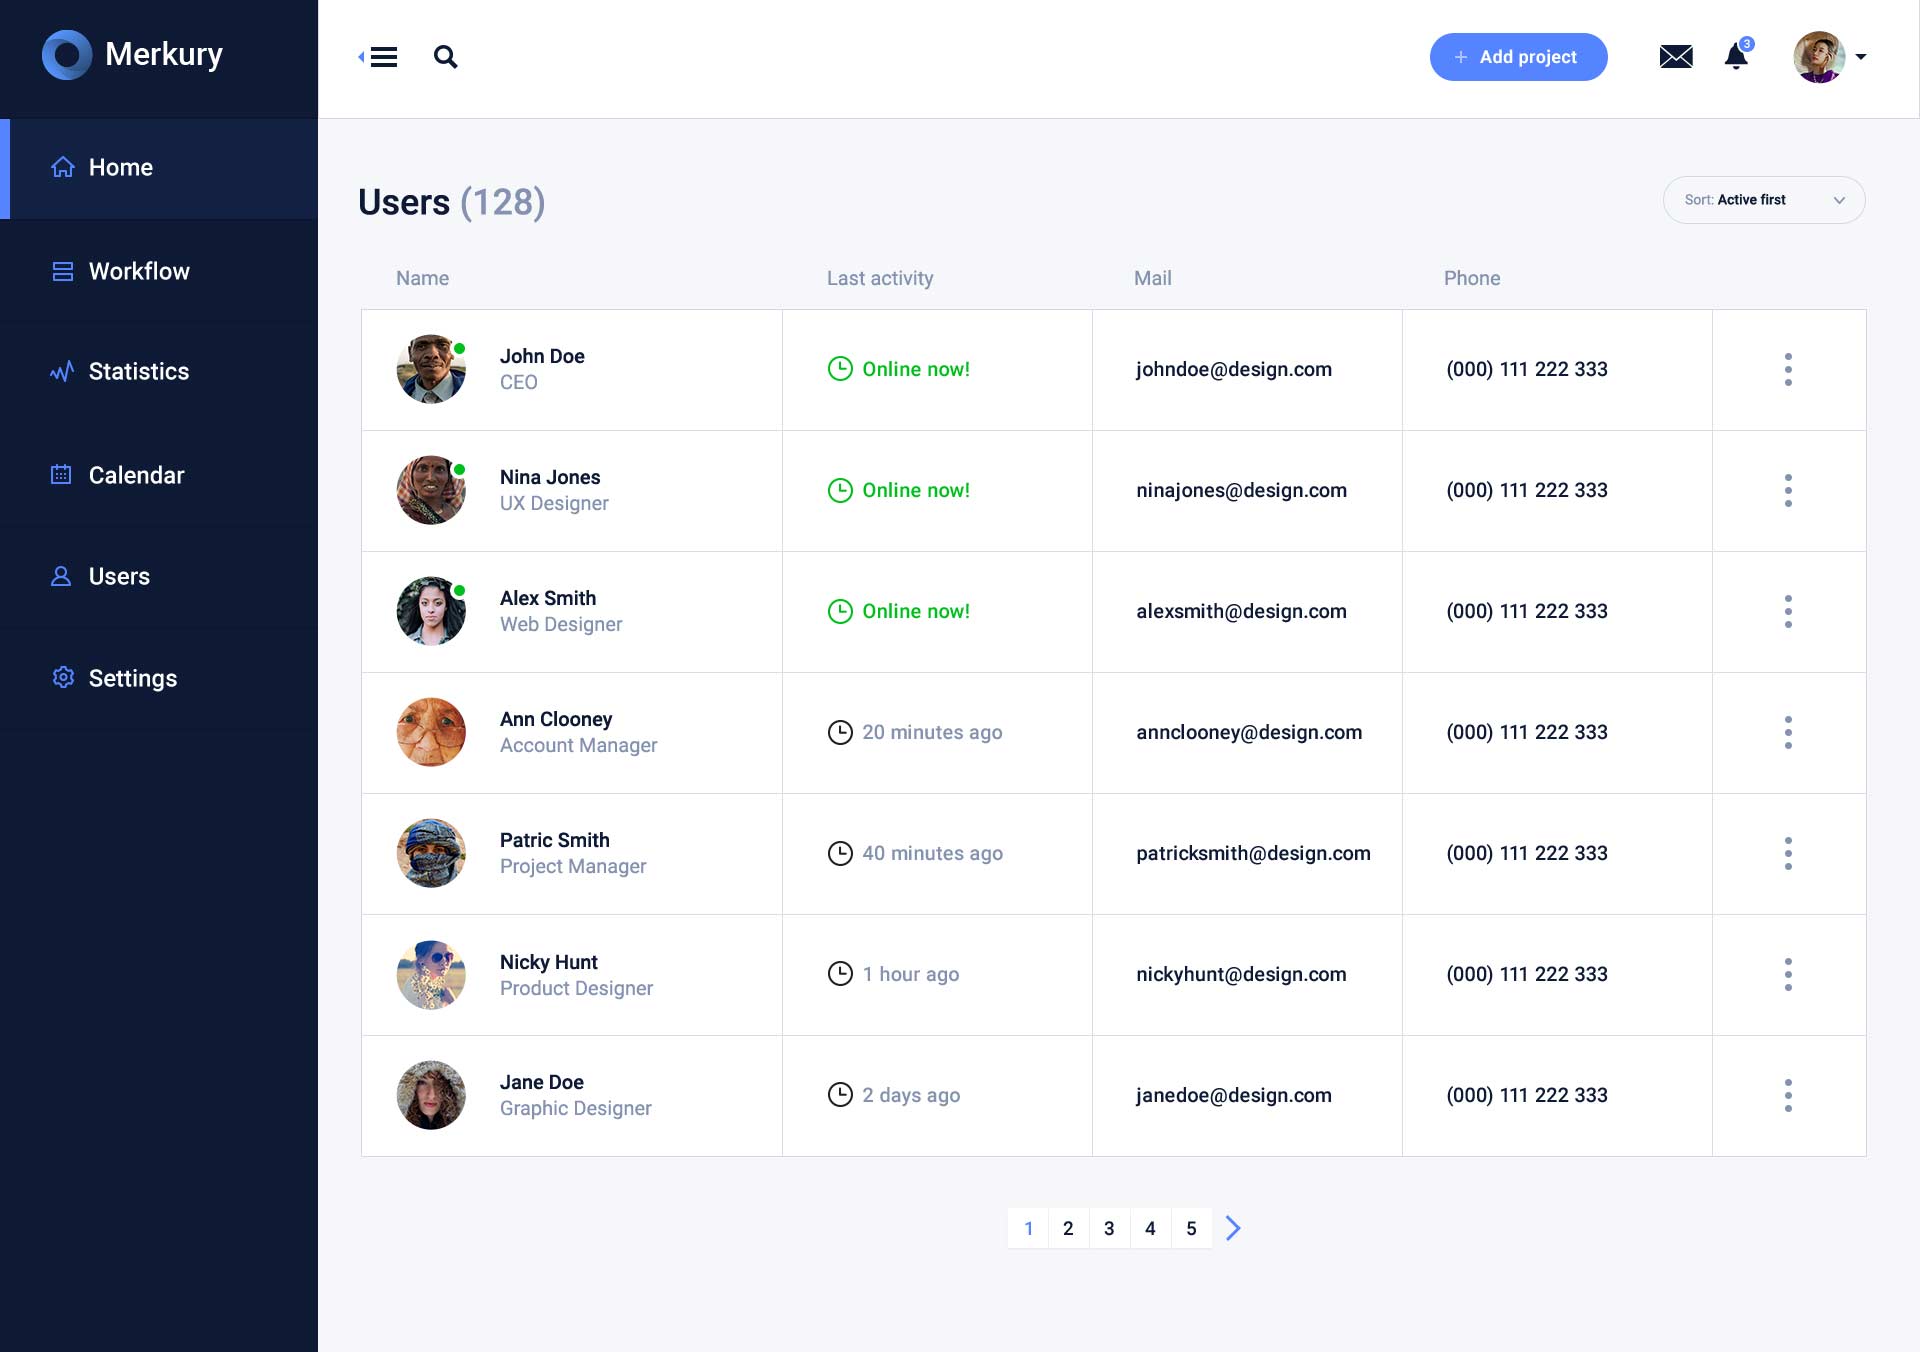 Merkury
Add project
3
Home
Workflow
Statistics
Calendar
Users
Settings
Users (128)
Sort: Active first
Name Last activity Mail Phone
John Doe
CEO
Online now!
johndoe@design.com
(000) 111 222 333
Nina Jones
UX Designer
Online now!
ninajones@design.com
(000) 111 222 333
Alex Smith
Web Designer
Online now!
alexsmith@design.com
(000) 111 222 333
Ann Clooney
Account Manager
20 minutes ago
annclooney@design.com
(000) 111 222 333
Patric Smith
Project Manager
40 minutes ago
patricksmith@design.com
(000) 111 222 333
Nicky Hunt
Product Designer
1 hour ago
nickyhunt@design.com
(000) 111 222 333
Jane Doe
Graphic Designer
2 days ago
janedoe@design.com
(000) 111 222 333
1 2 3 4 5